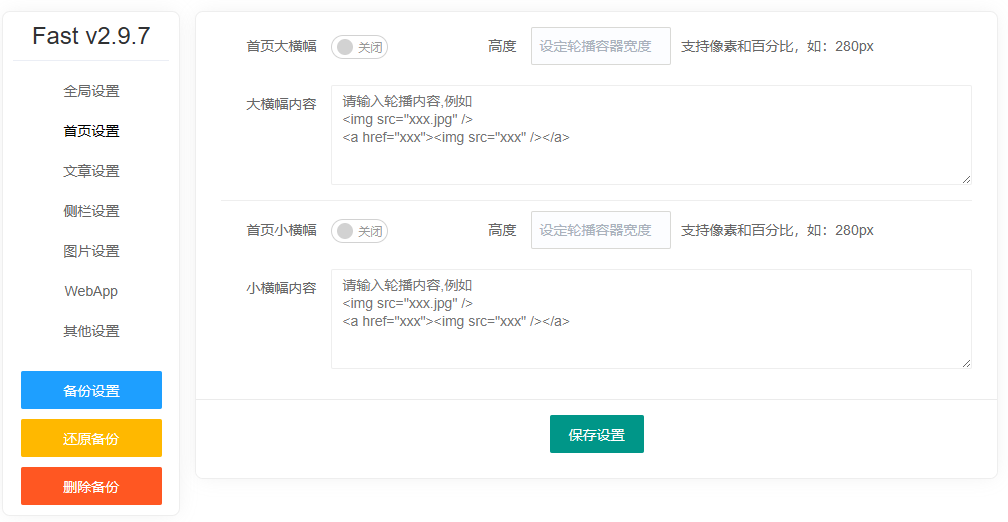 Fast v2.9.7
全局设置
首页设置
文章设置
侧栏设置
图片设置
WebApp
其他设置
备份设置
还原备份
删除备份
首页大横幅 关闭 高度 设定轮播容器宽度 支持像素和百分比，如：280px
大横幅内容 请输入轮播内容,例如
<img src="xxx.jpg" />
<a href="xxx"><img src="xxx" /></a>
首页小横幅 关闭 高度 设定轮播容器宽度 支持像素和百分比，如：280px
小横幅内容 请输入轮播内容,例如
<img src="xxx.jpg" />
<a href="xxx"><img src="xxx" /></a>
保存设置